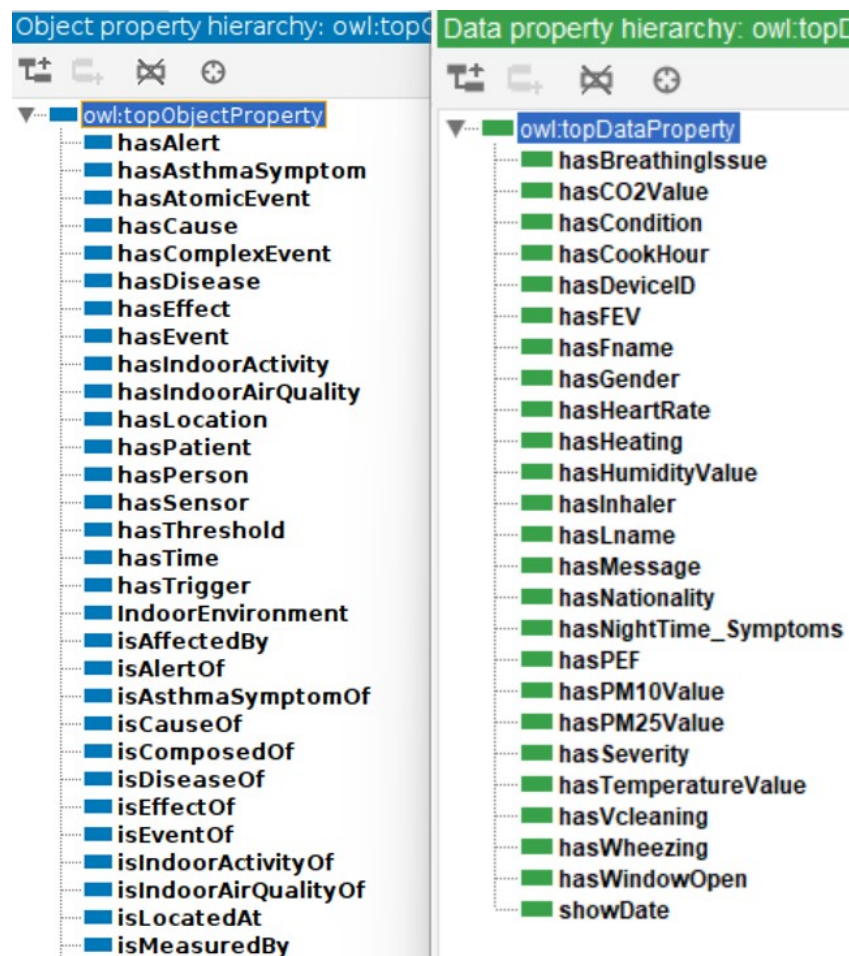 Object property hierarchy: owl:topO
owl:topObjectProperty
hasAlert
hasAsthmaSymptom
hasAtomicEvent
hasCause
hasComplexEvent
hasDisease
hasEffect
hasEvent
hasIndoorActivity
hasIndoorAirQuality
hasLocation
hasPatient
hasPerson
hasSensor
hasThreshold
hasTime
hasTrigger
IndoorEnvironment
isAffectedBy
isAlertOf
isAsthmaSymptomOf
isCauseOf
isComposedOf
isDiseaseOf
isEffectOf
isEventOf
isIndoorActivityOf
isIndoorAirQualityOf
isLocatedAt
isMeasuredBy
Data property hierarchy: owl:topD
owl:topDataProperty
hasBreathingIssue
hasCO2Value
hasCondition
hasCookHour
hasDeviceID
hasFEV
hasFname
hasGender
hasHeartRate
hasHeating
hasHumidityValue
hasInhaler
hasLname
hasMessage
hasNationality
hasNightTime_Symptoms
hasPEF
hasPM10Value
hasPM25Value
hasSeverity
hasTemperatureValue
hasVcleaning
hasWheezing
hasWindowOpen
showDate